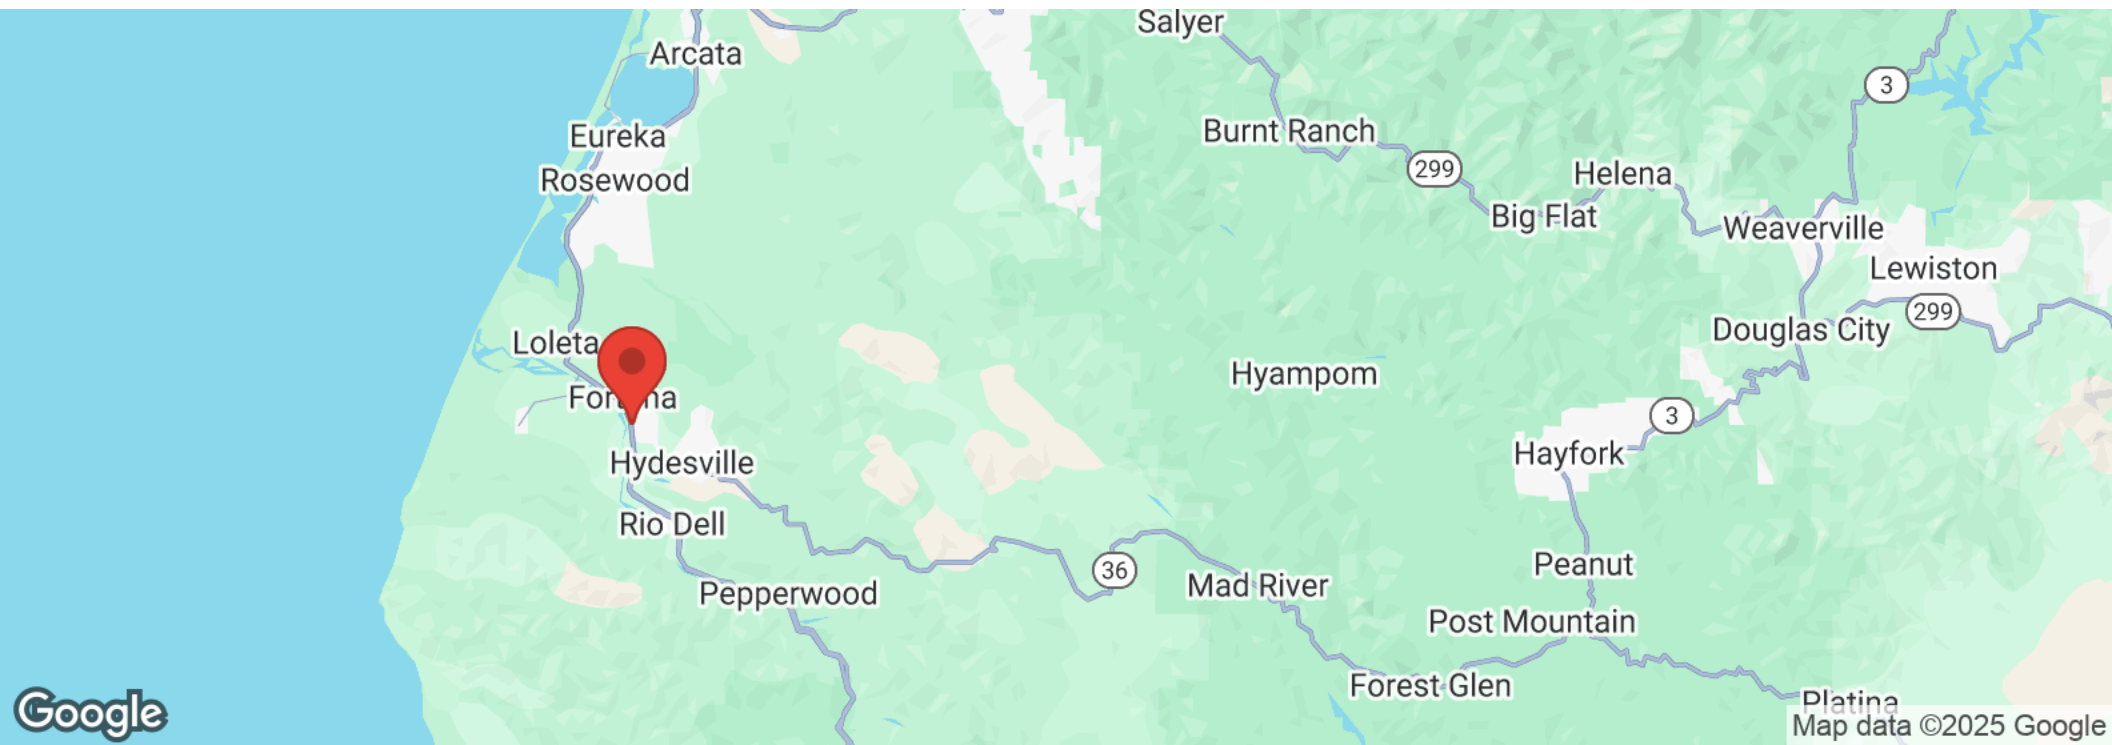 Salyer
Arcata
3
Burnt Ranch
Eureka
299
Helena
Rosewood
Big Flat
Weaverville
Lewiston
299
Douglas City
Loleta
Hyampom
Fortuna
3
Hayfork
Hydesville
Rio Dell
Peanut
36
Mad River
Pepperwood
Post Mountain
Forest Glen
Platina
Google
Map data ©2025 Google